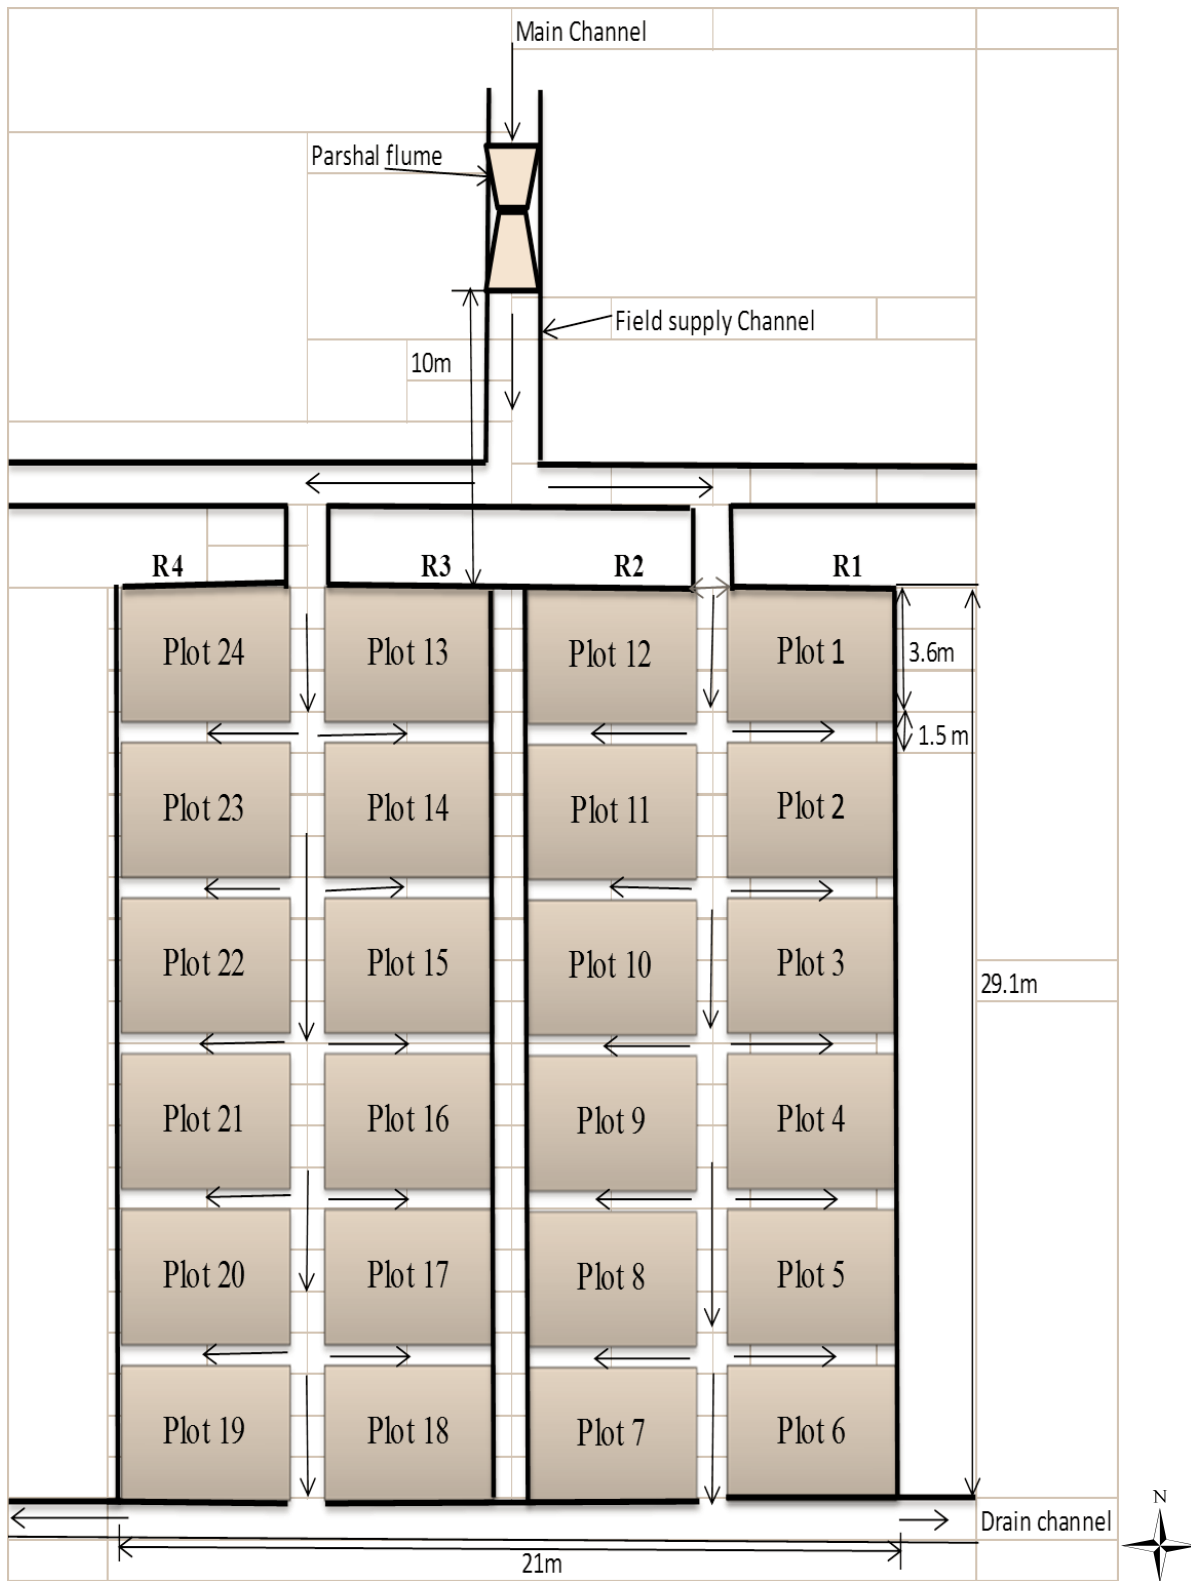 Main Channel
Parshal flume
Field supply Channel
10m
R4 R3 R2 R1
Plot 24 Plot 13 Plot 12 Plot 1
3.6m
1.5 m
Plot 23 Plot 14 Plot 11 Plot 2
Plot 22 Plot 15 Plot 10 Plot 3
29.1m
Plot 21 Plot 16 Plot 9 Plot 4
Plot 20 Plot 17 Plot 8 Plot 5
Plot 19 Plot 18 Plot 7 Plot 6
N
Drain channel
21m